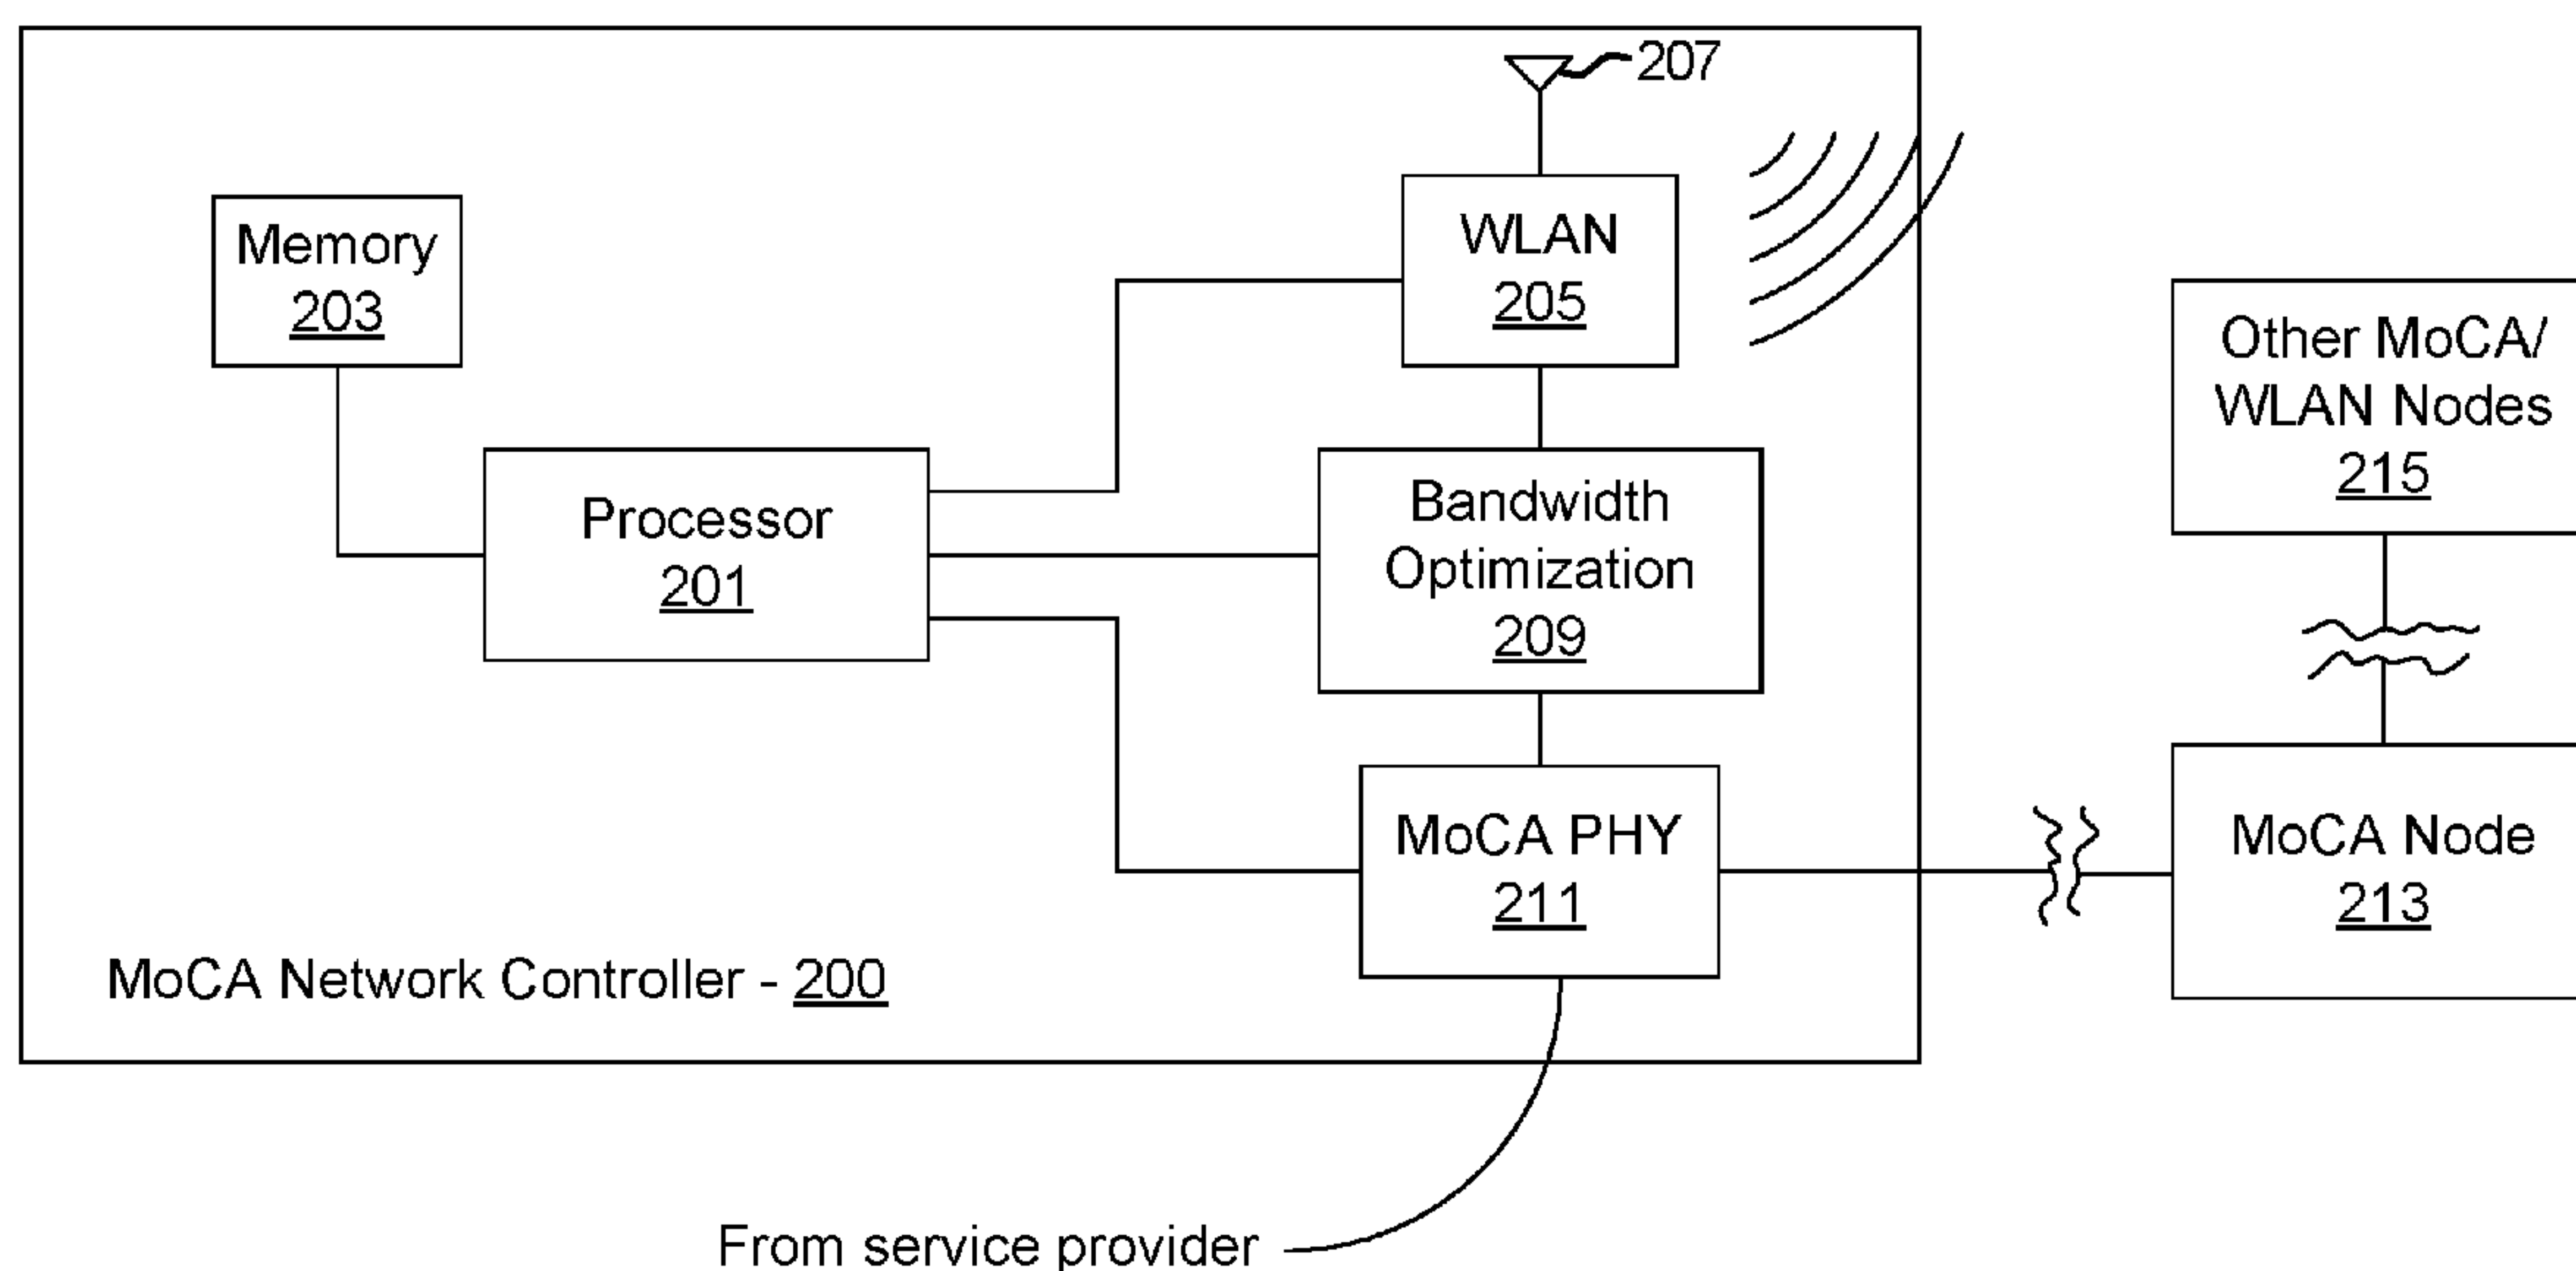 207
Memory
203
WLAN
205
Other MoCA/
WLAN Nodes
215
Processor
201
Bandwidth
Optimization
209
MoCA PHY
211
MoCA Node
213
MoCA Network Controller - 200
From service provider